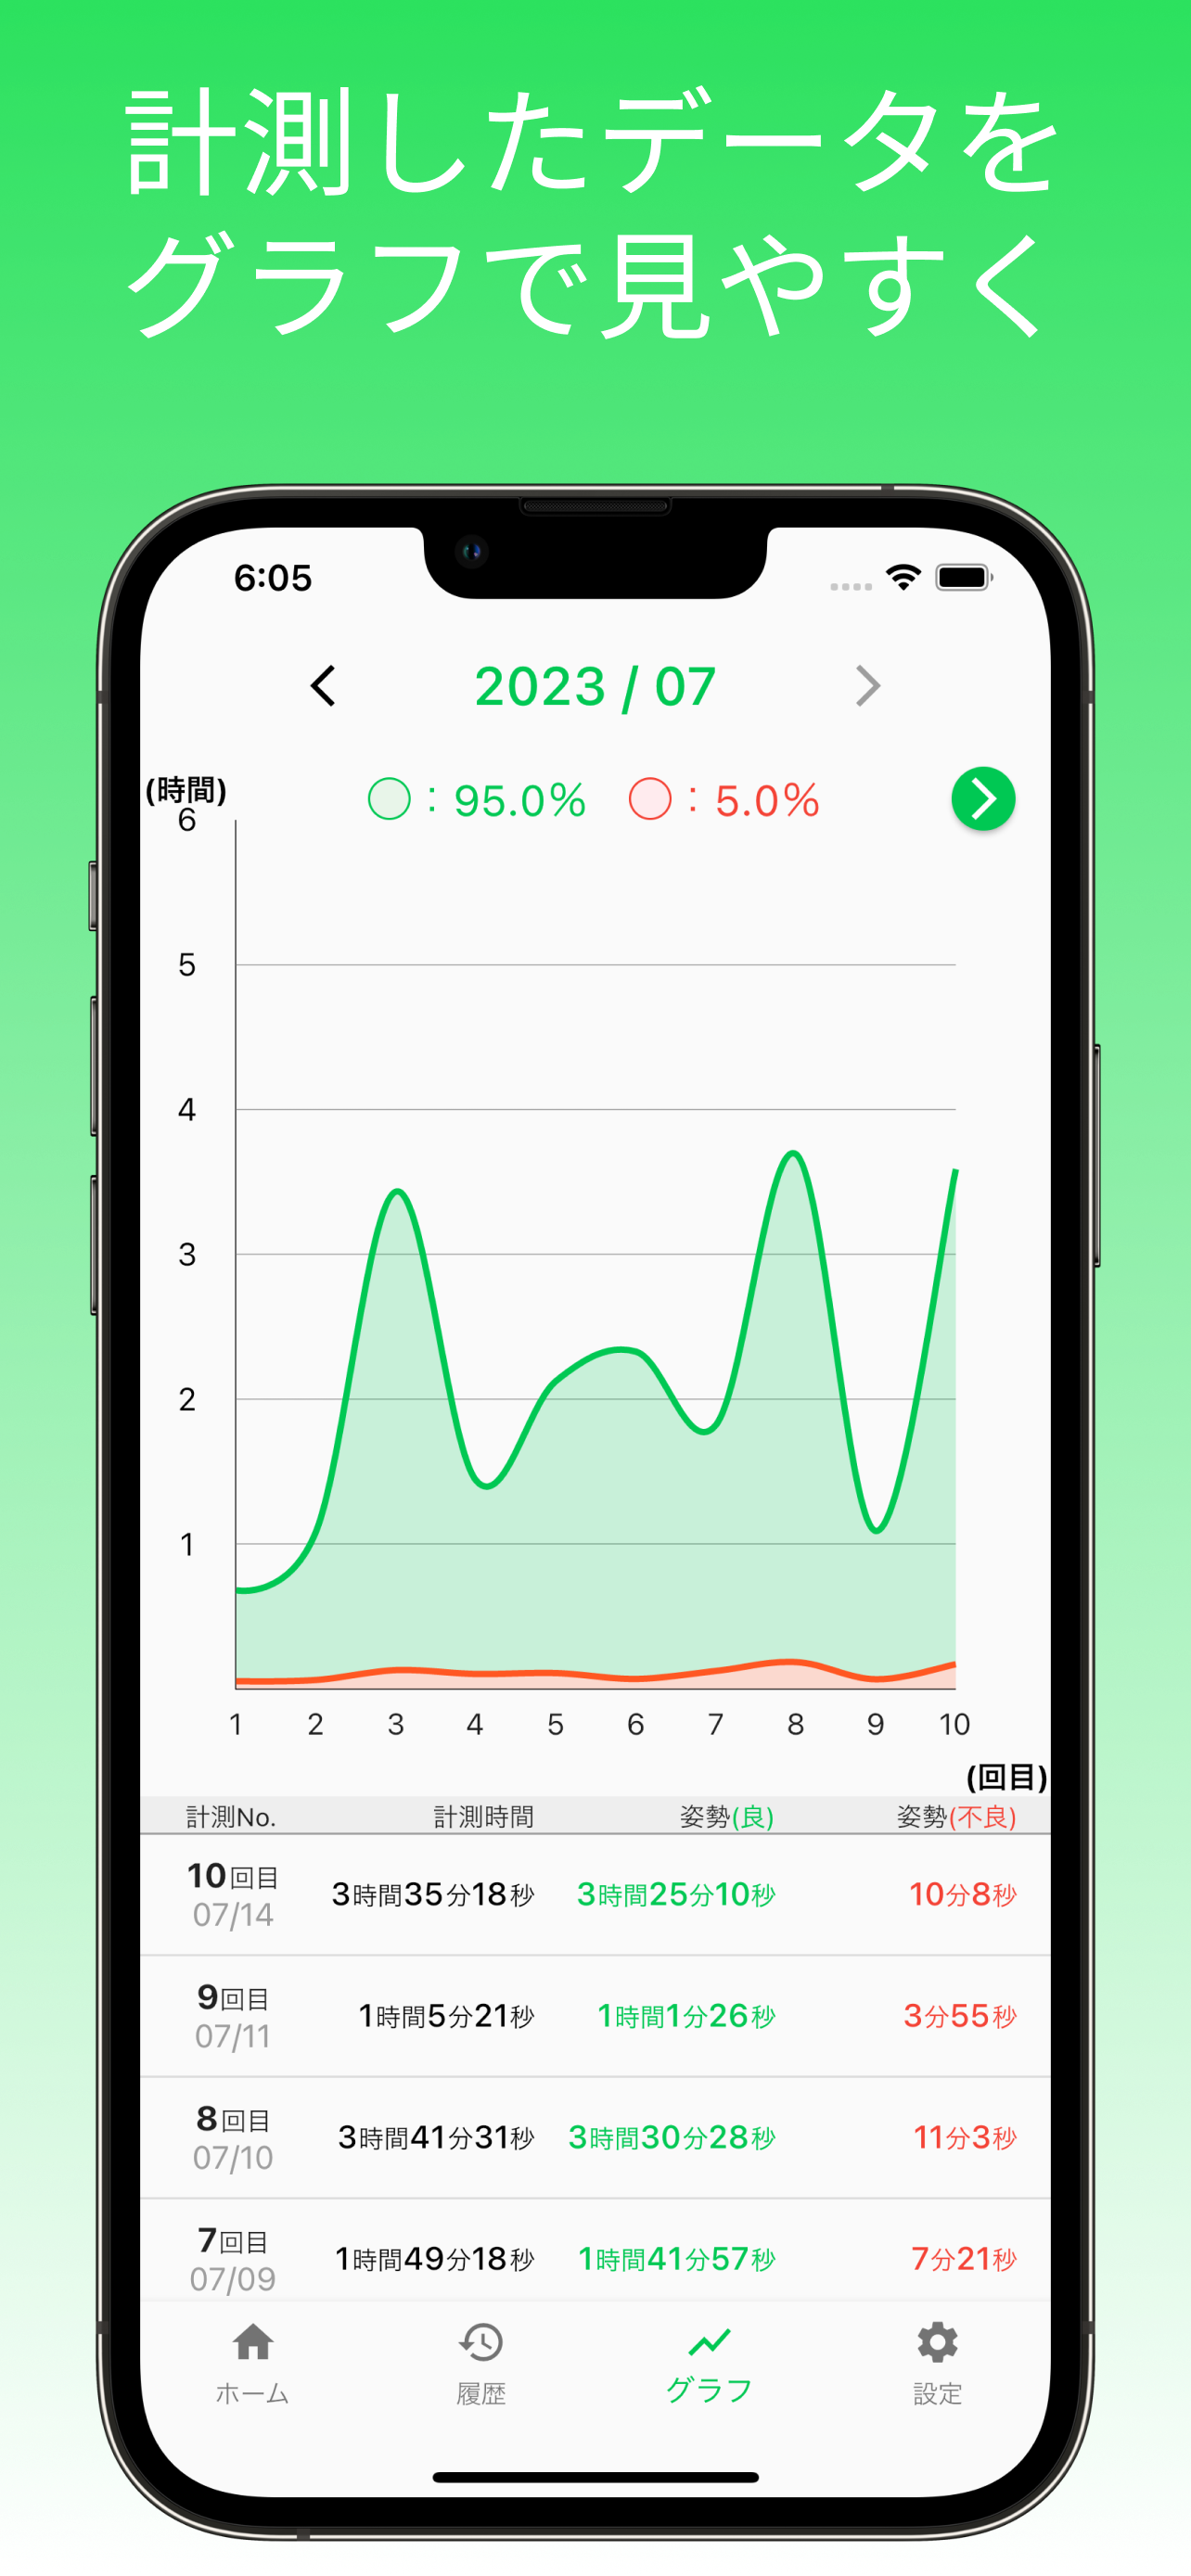 計測したデータを
グラフで見やすく
6:05
2023 / 07
(時間)
: 95.0% : 5.0%
6
5
4
3
2
1
1 2 3 4 5 6 7 8 9 10
(回目)
計測No. 計測時間 姿勢(良) 姿勢(不良)
10回目 3時間35分18秒 3時間25分10秒 10分8秒
07/14
9回目 1時間5分21秒 1時間1分26秒 3分55秒
07/11
8回目 3時間41分31秒 3時間30分28秒 11分3秒
07/10
7回目 1時間49分18秒 1時間41分57秒 7分21秒
07/09
ホーム 履歴 グラフ 設定